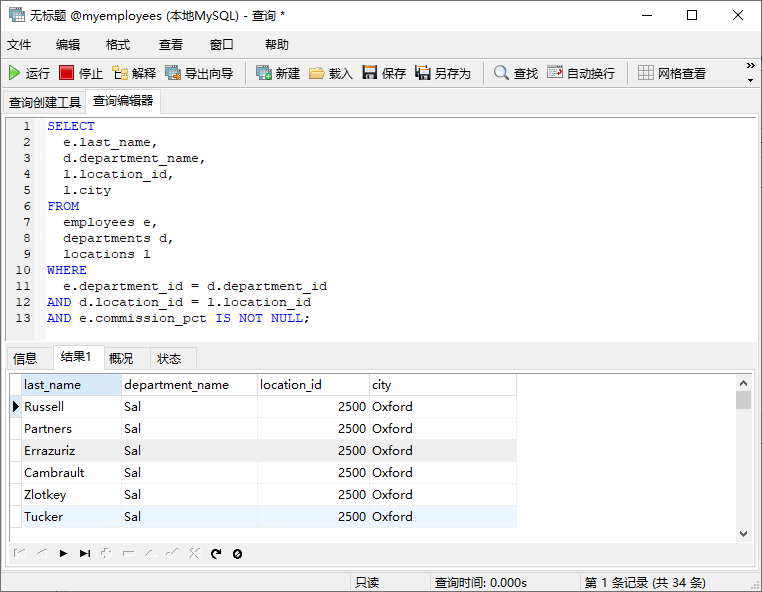 无标题 @myemployees (本地MySQL) - 查询 *
文件 编辑 格式 查看 窗口 帮助
运行 停止 解释 导出向导 新建 载入 保存 另存为 查找 自动换行 网格查看
查询创建工具 查询编辑器
1 SELECT
2 e.last_name,
3 d.department_name,
4 l.location_id,
5 l.city
6 FROM
7 employees e,
8 departments d,
9 locations l
10 WHERE
11 e.department_id = d.department_id
12 AND d.location_id = l.location_id
13 AND e.commission_pct IS NOT NULL;
信息 结果1 概况 状态
last_name department_name location_id city
Russell Sal 2500 Oxford
Partners Sal 2500 Oxford
Errazuriz Sal 2500 Oxford
Cambrault Sal 2500 Oxford
Zlotkey Sal 2500 Oxford
Tucker Sal 2500 Oxford
只读 查询时间: 0.000s 第 1 条记录 (共 34 条)